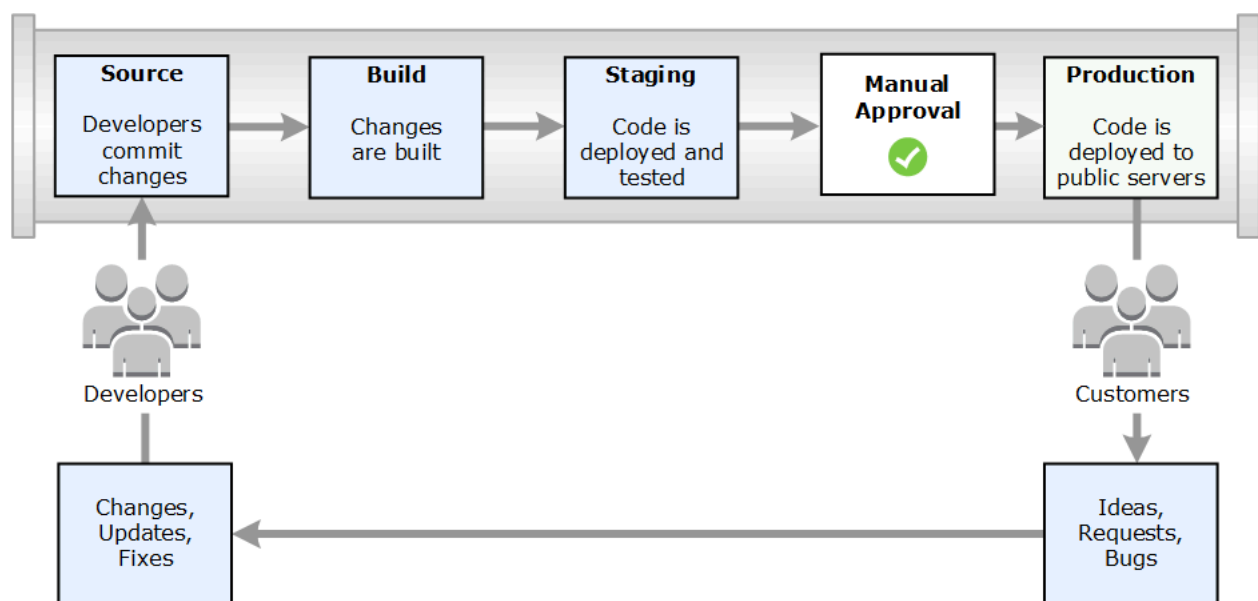 Source
Developers
commit
changes
Build
Changes
are built
Staging
Code is
deployed and
tested
Manual
Approval
Production
Code is
deployed to
public servers
Developers
Customers
Changes,
Updates,
Fixes
Ideas,
Requests,
Bugs